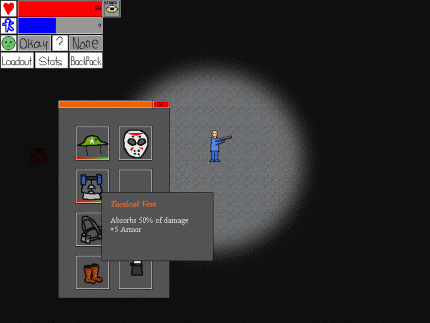 Okay ? None
Loadout Stats BackPack
Tactical Vest
Absorbs 50% of damage
+5 Armor